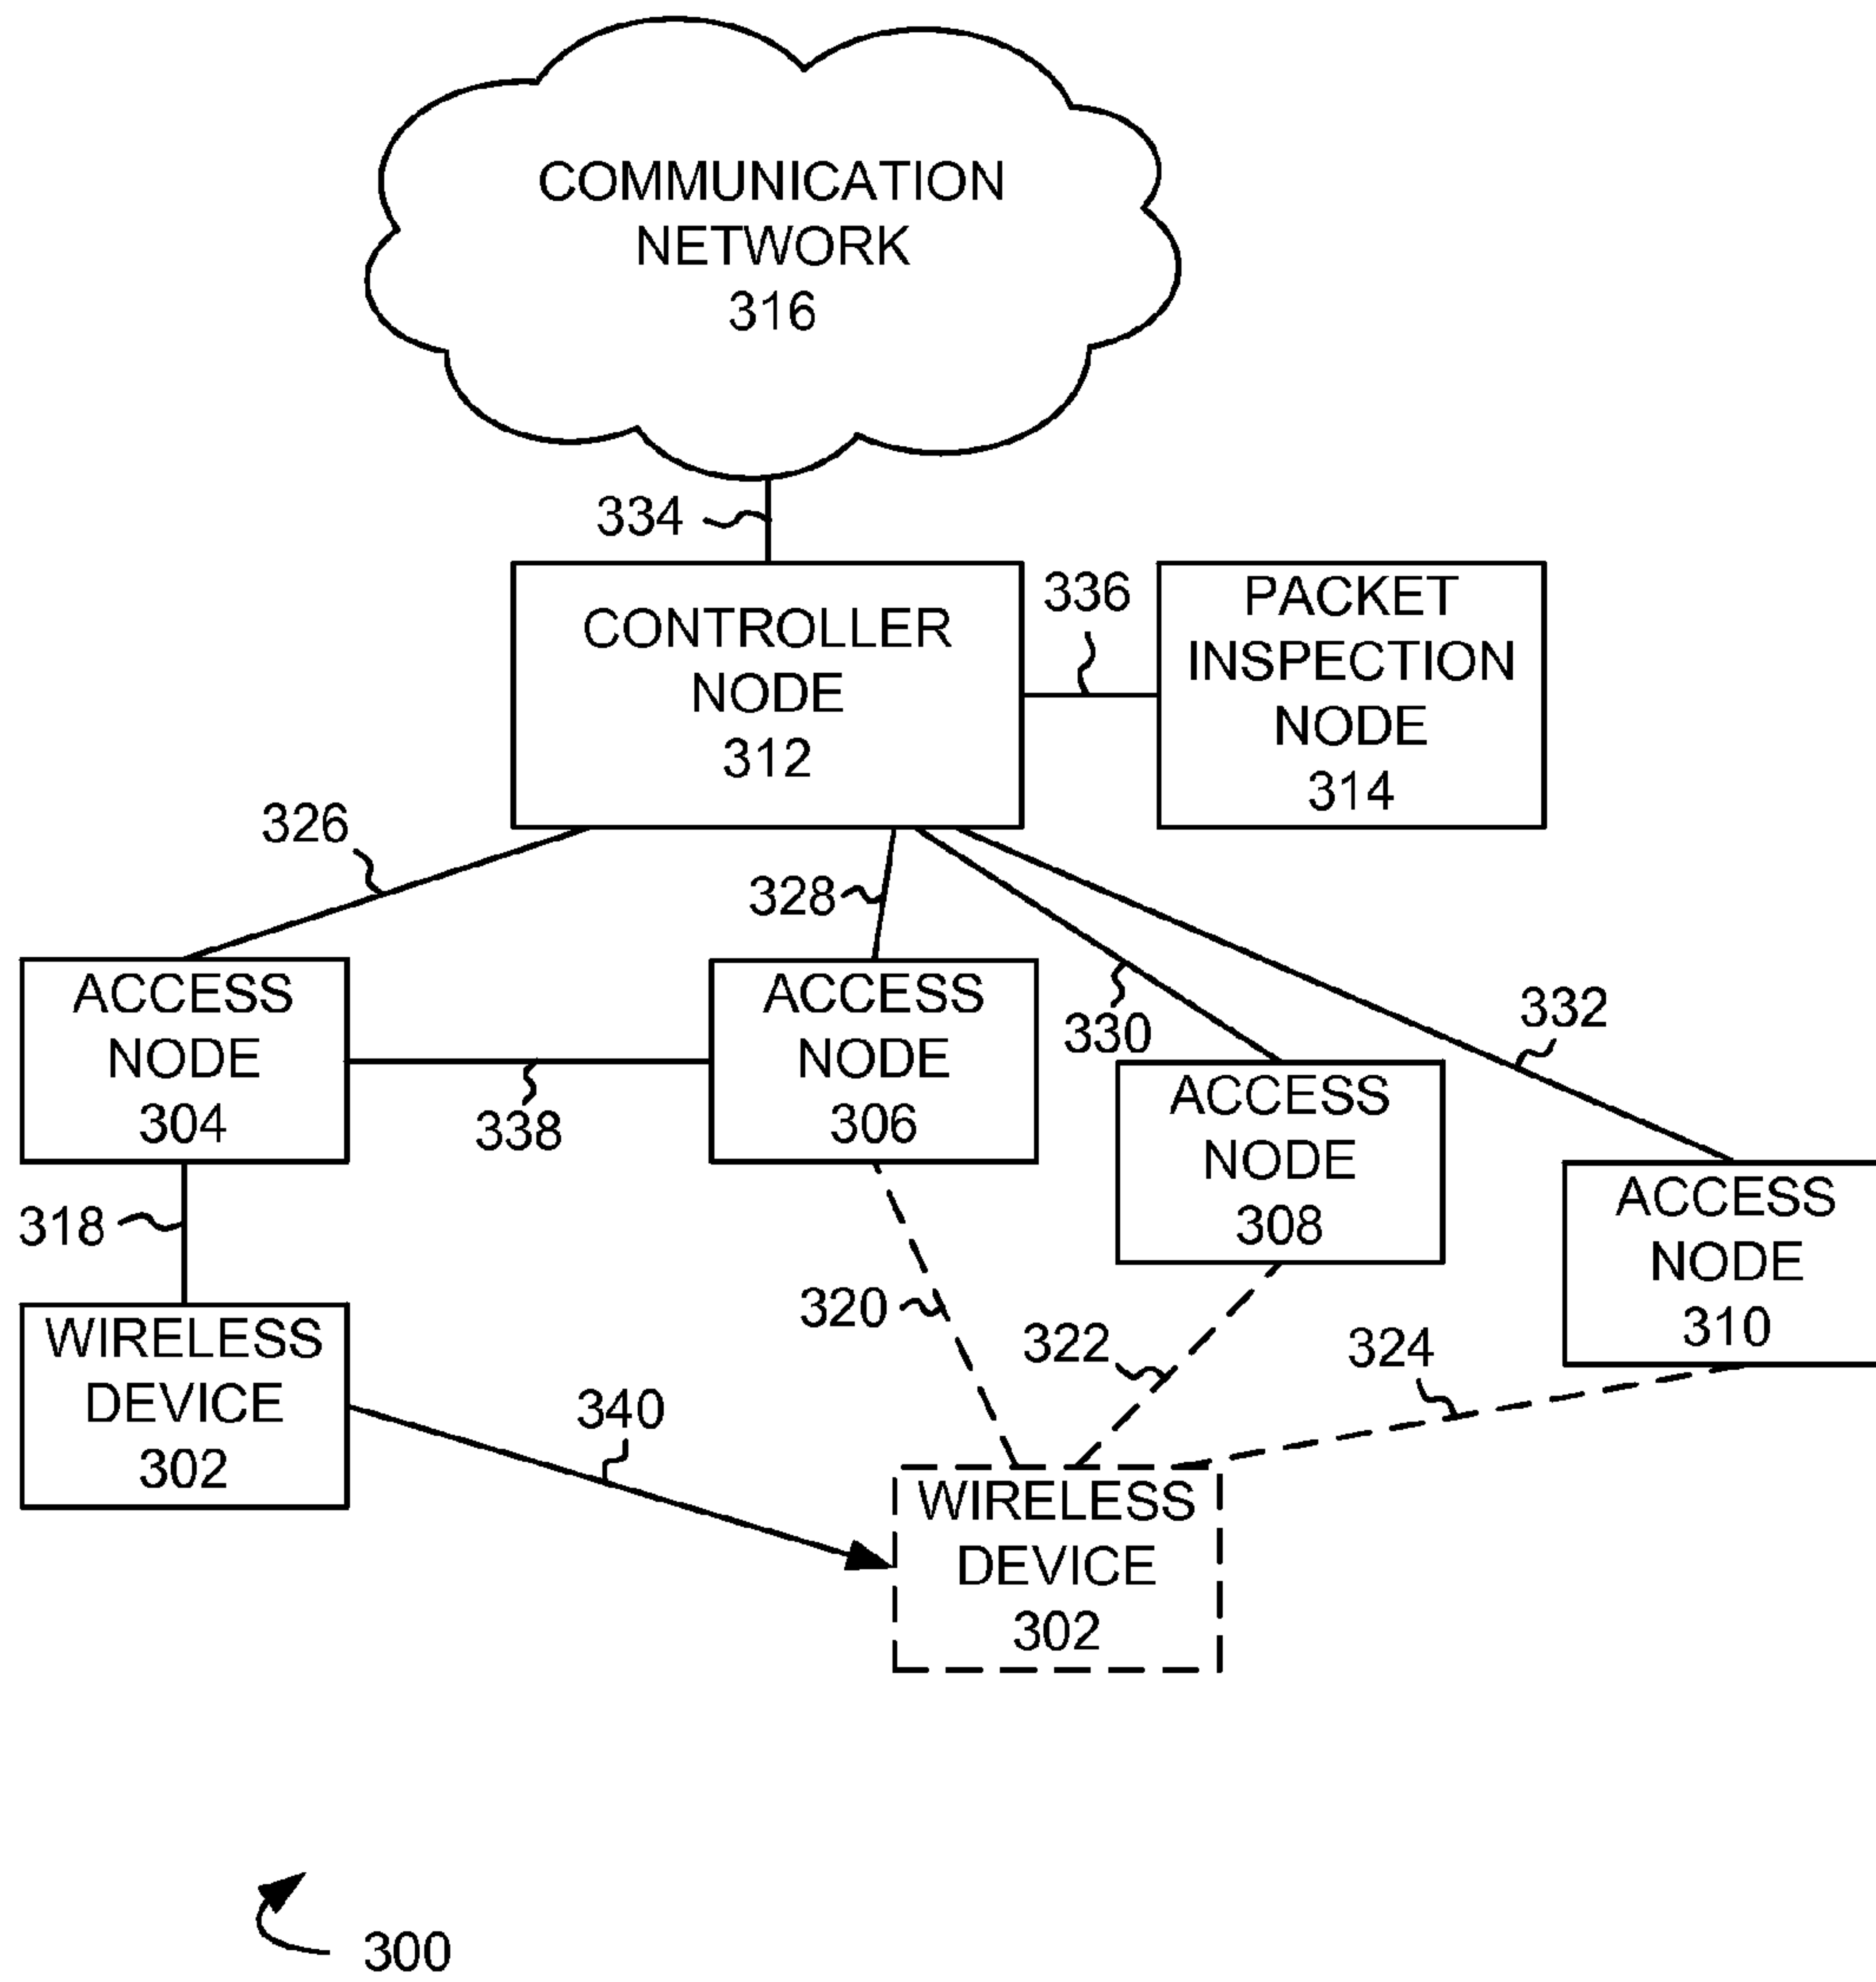 COMMUNICATION
NETWORK
316
334
CONTROLLER
NODE
312
336
PACKET
INSPECTION
NODE
314
326
328
330
332
ACCESS
NODE
304
338
ACCESS
NODE
306
ACCESS
NODE
308
ACCESS
NODE
310
318
320
322
324
WIRELESS
DEVICE
302
340
WIRELESS
DEVICE
302
300